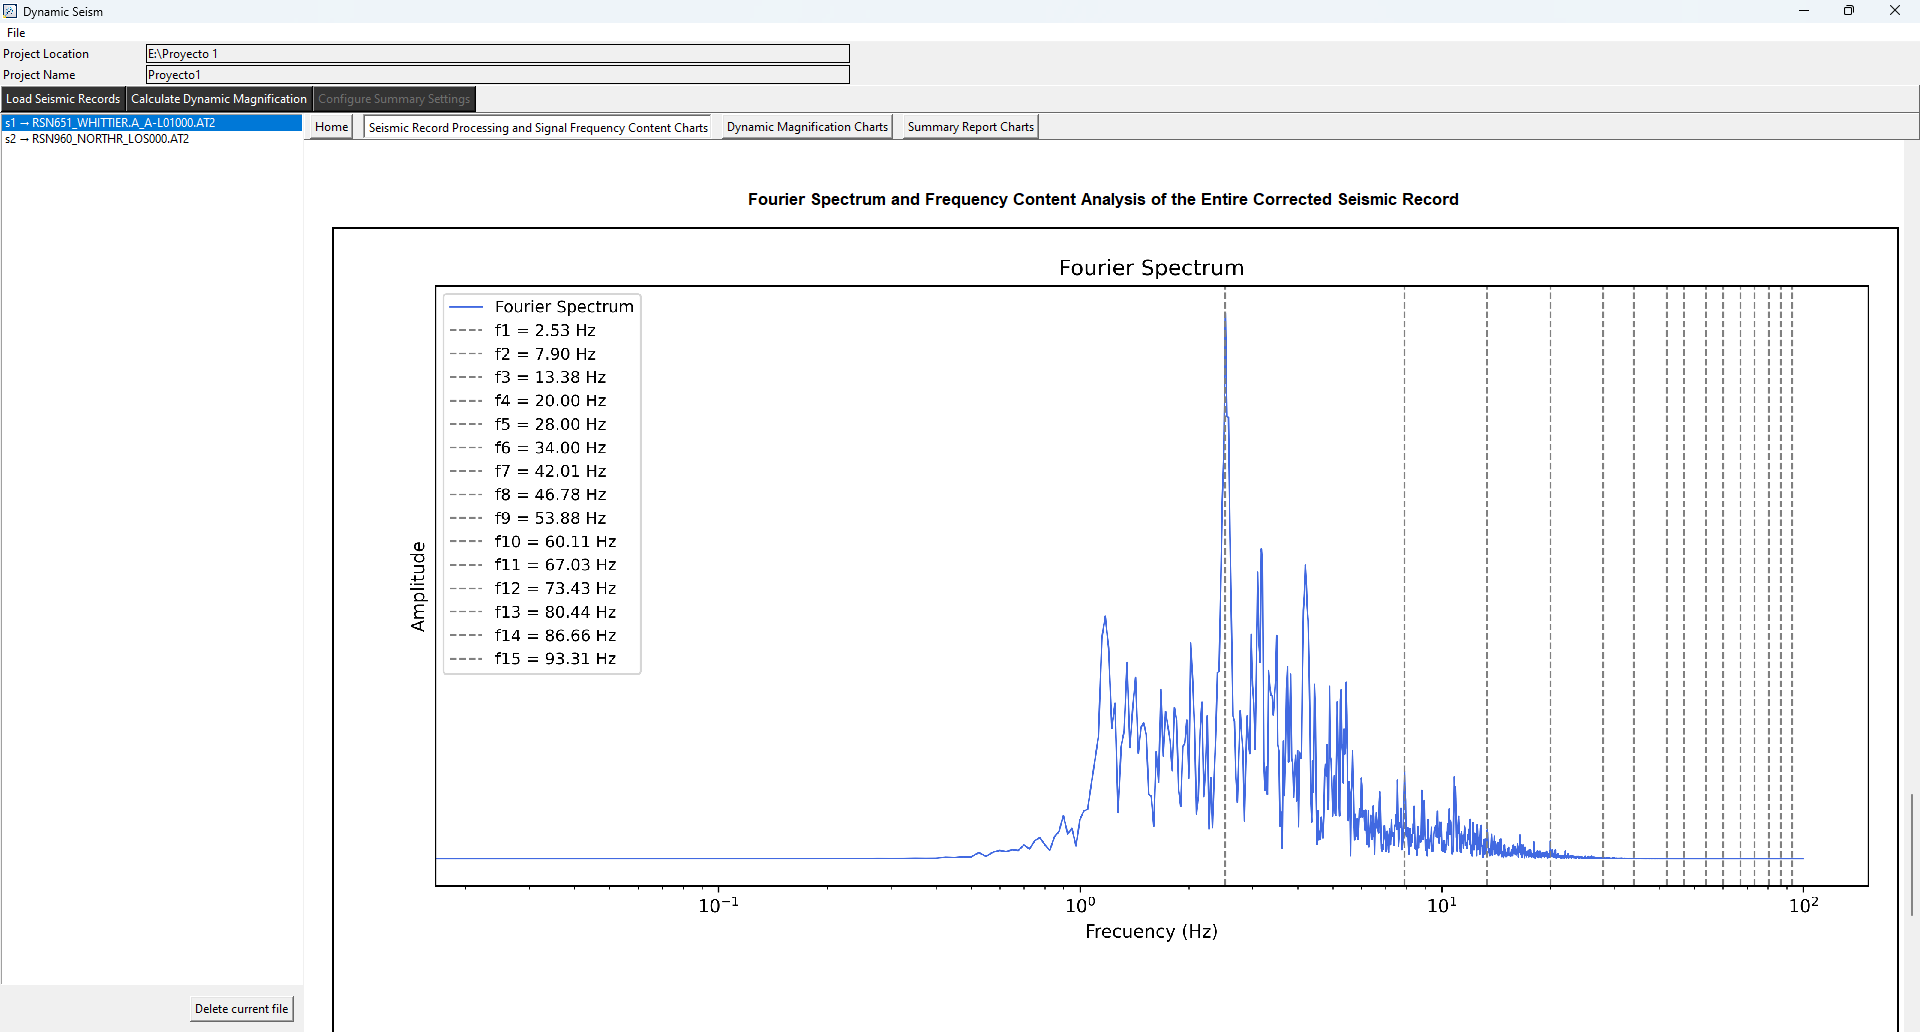 Dynamic Seism
File
Project Location
E:\Proyecto 1
Project Name
Proyecto1
Load Seismic Records
Calculate Dynamic Magnification
Configure Summary Settings
s1 → RSN651_WHITTIER.A_A-L01000.AT2
s2 → RSN960_NORTHR_LOS000.AT2
Home
Seismic Record Processing and Signal Frequency Content Charts
Dynamic Magnification Charts
Summary Report Charts
Fourier Spectrum and Frequency Content Analysis of the Entire Corrected Seismic Record
Fourier Spectrum
Fourier Spectrum
f1 = 2.53 Hz
f2 = 7.90 Hz
f3 = 13.38 Hz
f4 = 20.00 Hz
f5 = 28.00 Hz
f6 = 34.00 Hz
f7 = 42.01 Hz
f8 = 46.78 Hz
f9 = 53.88 Hz
f10 = 60.11 Hz
f11 = 67.03 Hz
f12 = 73.43 Hz
f13 = 80.44 Hz
f14 = 86.66 Hz
f15 = 93.31 Hz
Amplitude
10⁻¹ 10⁰ 10¹ 10²
Frecuency (Hz)
Delete current file